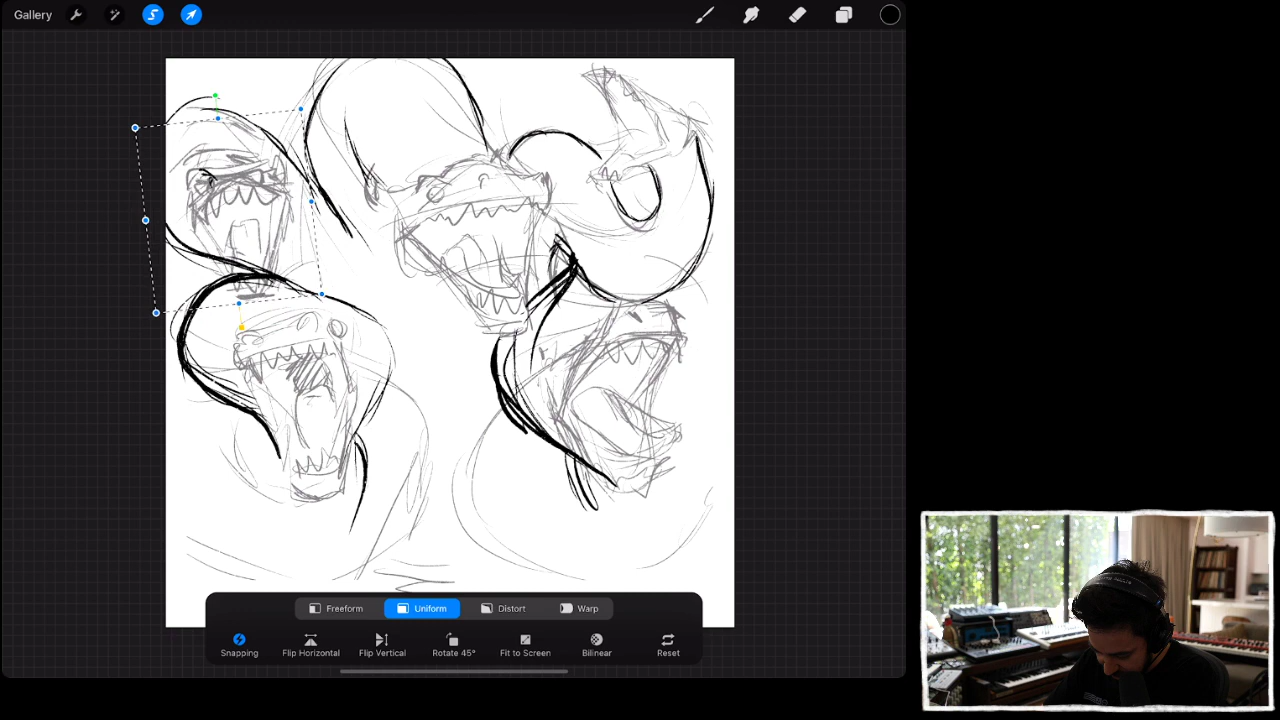 Gallery
Freeform Uniform Distort Warp
Snapping Flip Horizontal Flip Vertical Rotate 45° Fit to Screen Bilinear Reset